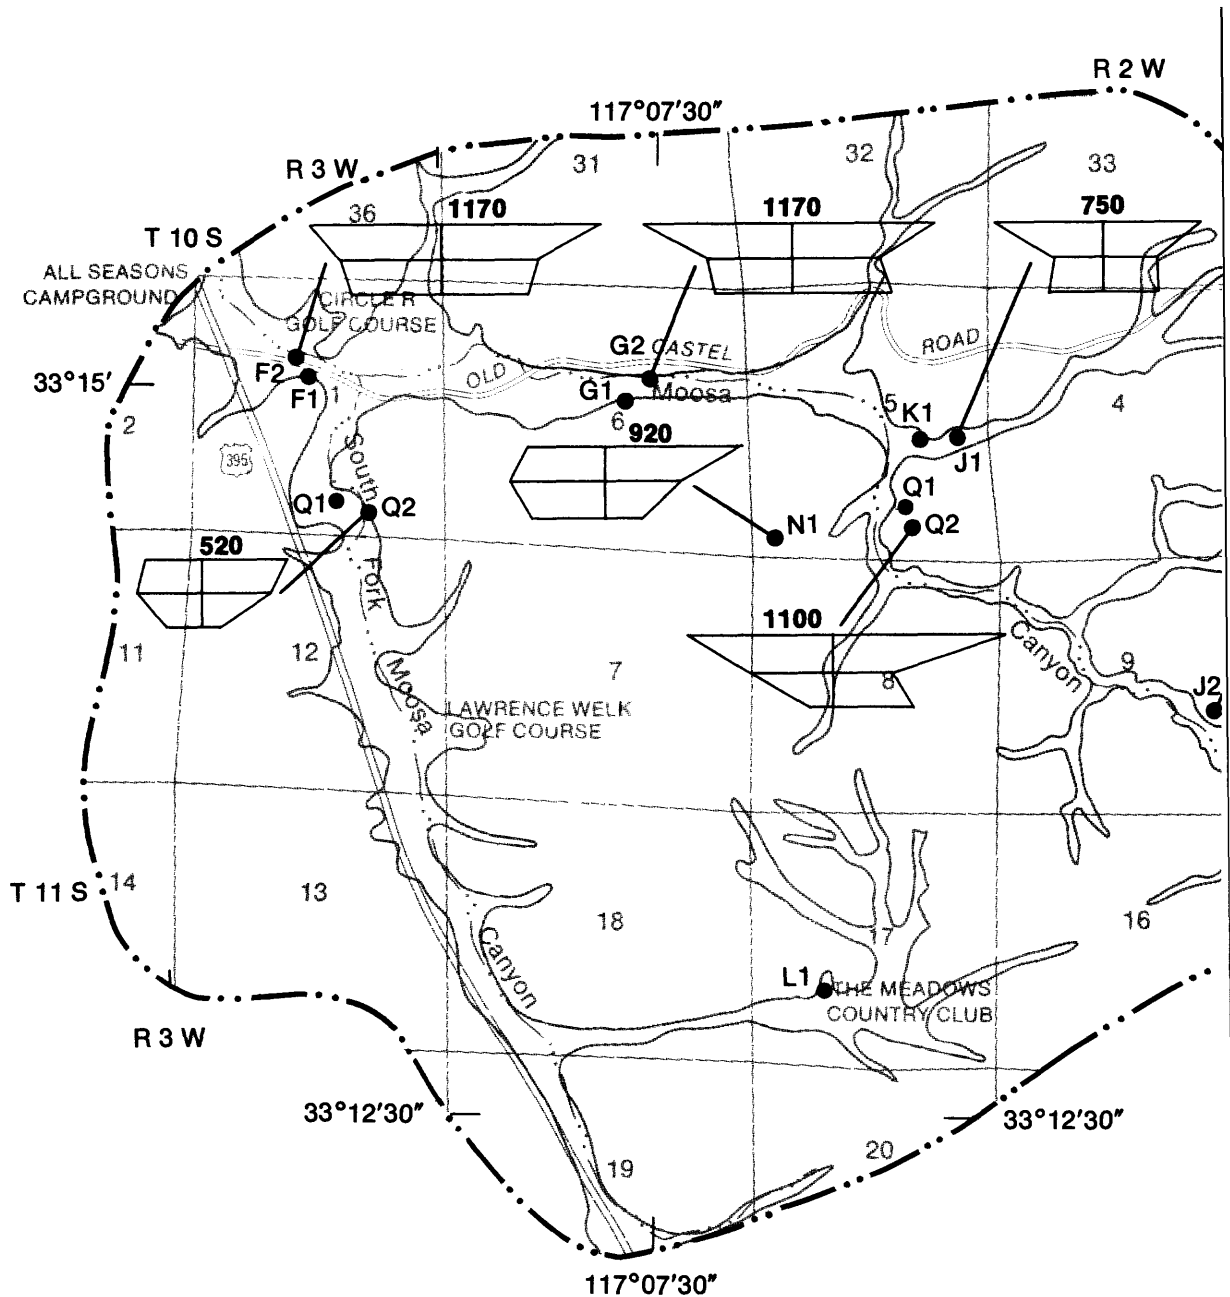 R 2 W
117°07'30"
R 3 W
31
32
33
36
1170
1170
750
T 10 S
ALL SEASONS
CAMPGROUND
CIRCLE R
GOLF COURSE
33°15'
F2
F1
1
OLD
G2
CASTEL
ROAD
G1
Moosa
6
5
K1
J1
4
2
395
920
South
Q1
Q2
Q1
Q2
N1
520
Fork
1100
11
12
7
8
Canyon
9
J2
Moosa
LAWRENCE WELK
GOLF COURSE
T 11 S
14
13
18
17
16
Canyon
L1
THE MEADOWS
COUNTRY CLUB
R 3 W
33°12'30"
33°12'30"
19
20
117°07'30"